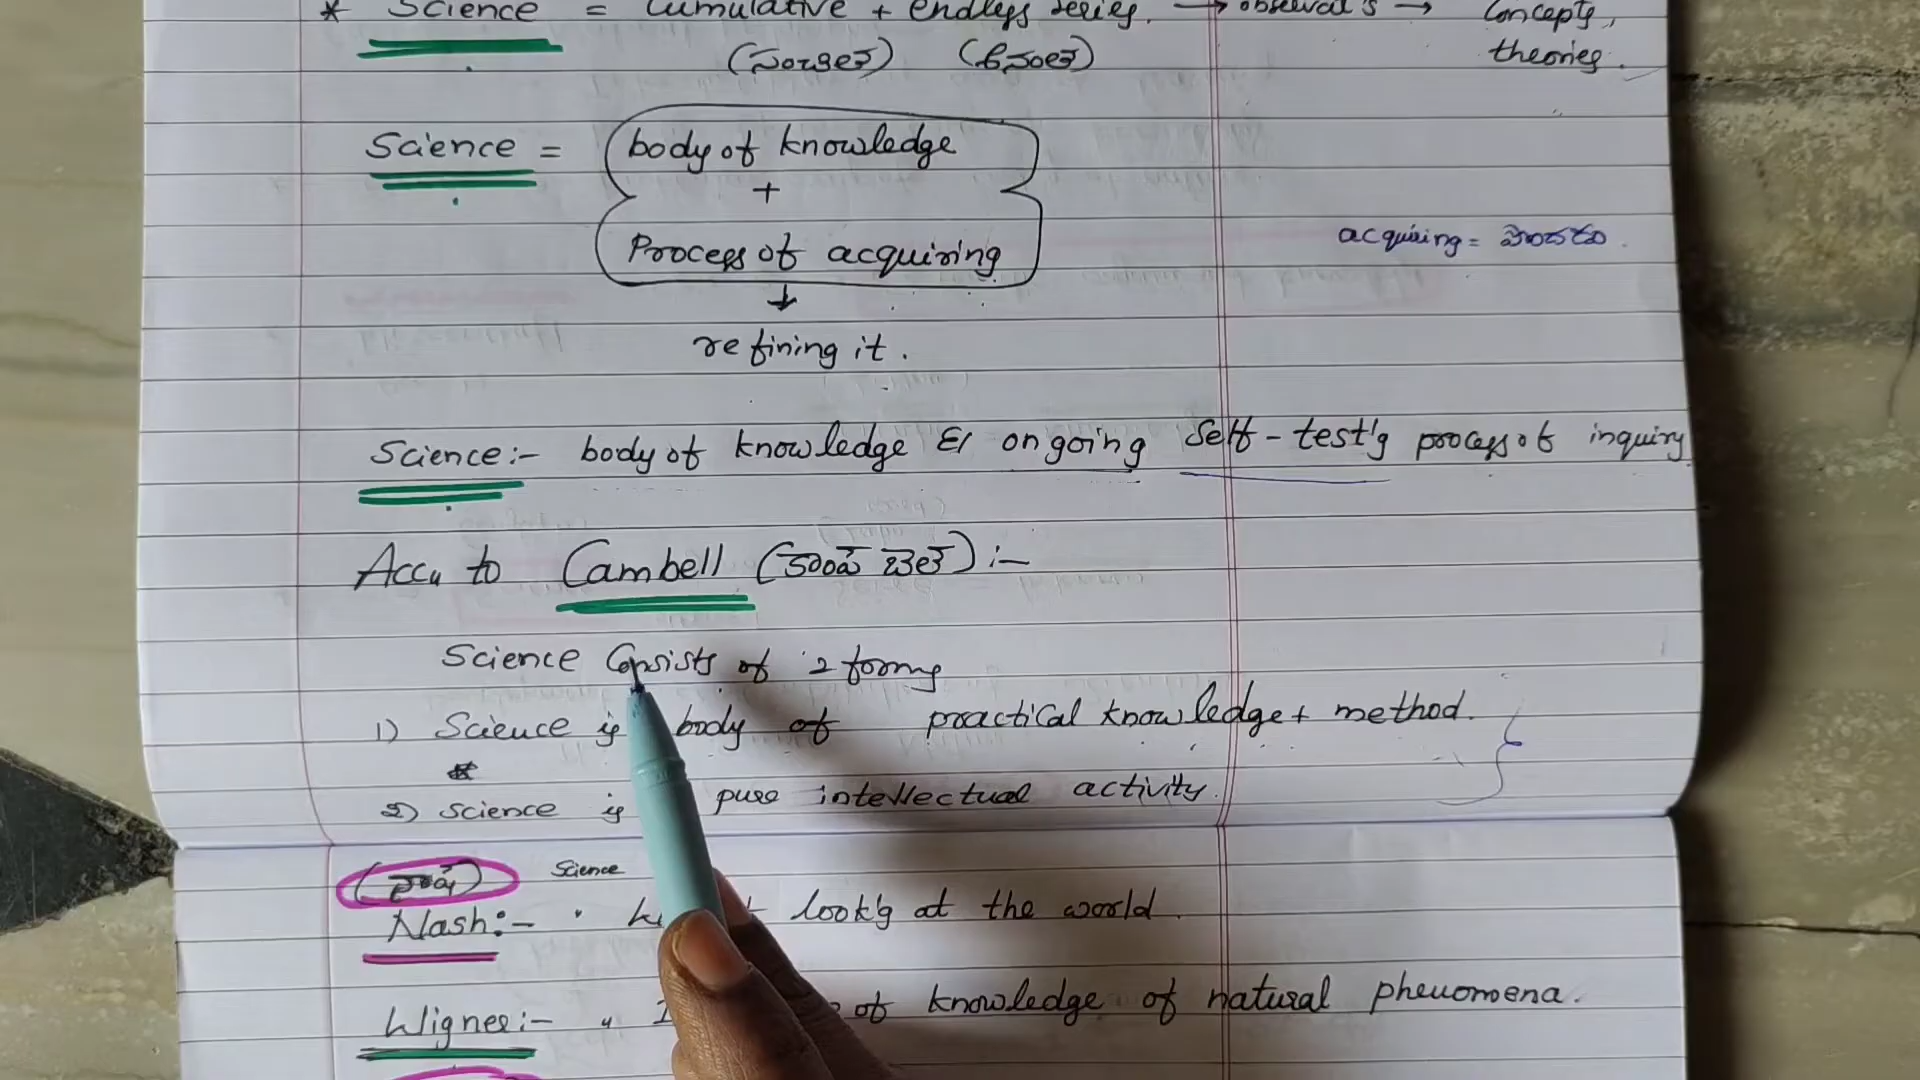 * Science = Cumulative + endless series. → observat's → Concepts,
theories.
Science = body of knowledge
+
Process of acquiring
acquiring =
↓
refining it.
Science:- body of knowledge & ongoing Self-test'g process of inquiry
Accu to Cambell ( ) :-
Science Consists of 2 forms
1) Science is body of practical knowledge + method.
2) Science is pure intellectual activity.
Science
Nash:- look'g at the world.
Wigner:- of knowledge of natural phenomena.